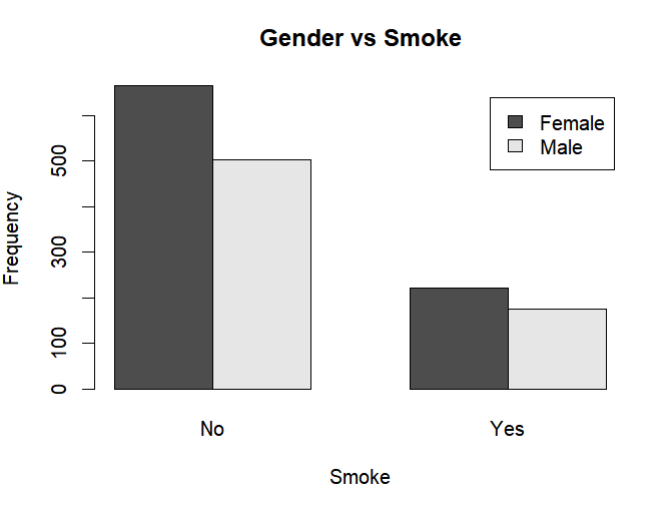 Gender vs Smoke
Female
Male
Frequency
500
300
100
0
No
Yes
Smoke